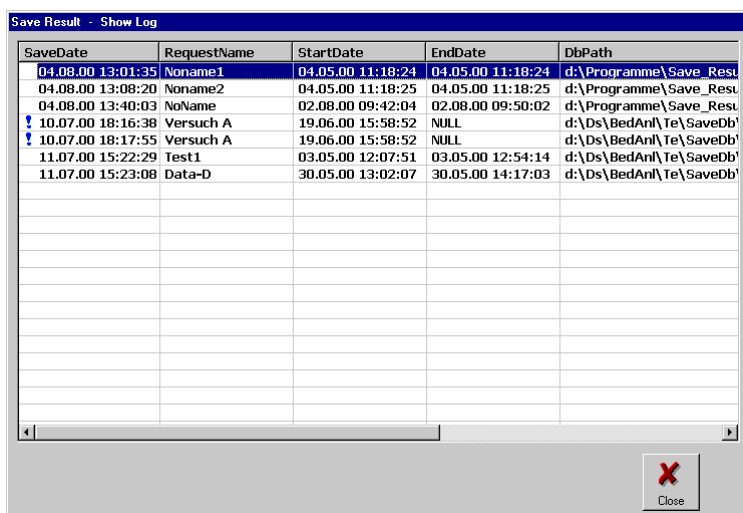 Save Result - Show Log
SaveDate RequestName StartDate EndDate DbPath
04.08.00 13:01:35 Noname1 04.05.00 11:18:24 04.05.00 11:18:24 d:\Programme\Save_Resu
04.08.00 13:08:20 Noname2 04.05.00 11:18:25 04.05.00 11:18:25 d:\Programme\Save_Resu
04.08.00 13:40:03 NoName 02.08.00 09:42:04 02.08.00 09:50:02 d:\Programme\Save_Resu
! 10.07.00 18:16:38 Versuch A 19.06.00 15:58:52 NULL d:\Ds\BedAnl\Te\SaveDb\
! 10.07.00 18:17:55 Versuch A 19.06.00 15:58:52 NULL d:\Ds\BedAnl\Te\SaveDb\
11.07.00 15:22:29 Test1 03.05.00 12:07:51 03.05.00 12:54:14 d:\Ds\BedAnl\Te\SaveDb\
11.07.00 15:23:08 Data-D 30.05.00 13:02:07 30.05.00 14:17:03 d:\Ds\BedAnl\Te\SaveDb\
Close